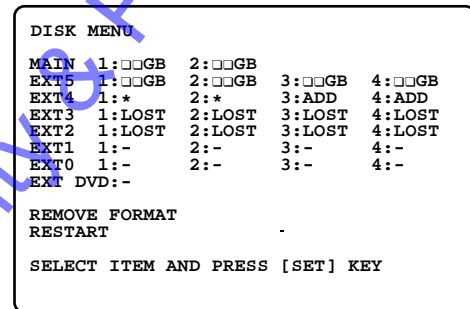 DISK MENU
MAIN 1:❑❑GB 2:❑❑GB
EXT5 1:❑❑GB 2:❑❑GB 3:❑❑GB 4:❑❑GB
EXT4 1:* 2:* 3:ADD 4:ADD
EXT3 1:LOST 2:LOST 3:LOST 4:LOST
EXT2 1:LOST 2:LOST 3:LOST 4:LOST
EXT1 1:- 2:- 3:- 4:-
EXT0 1:- 2:- 3:- 4:-
EXT DVD:-
REMOVE FORMAT
RESTART -
SELECT ITEM AND PRESS [SET] KEY